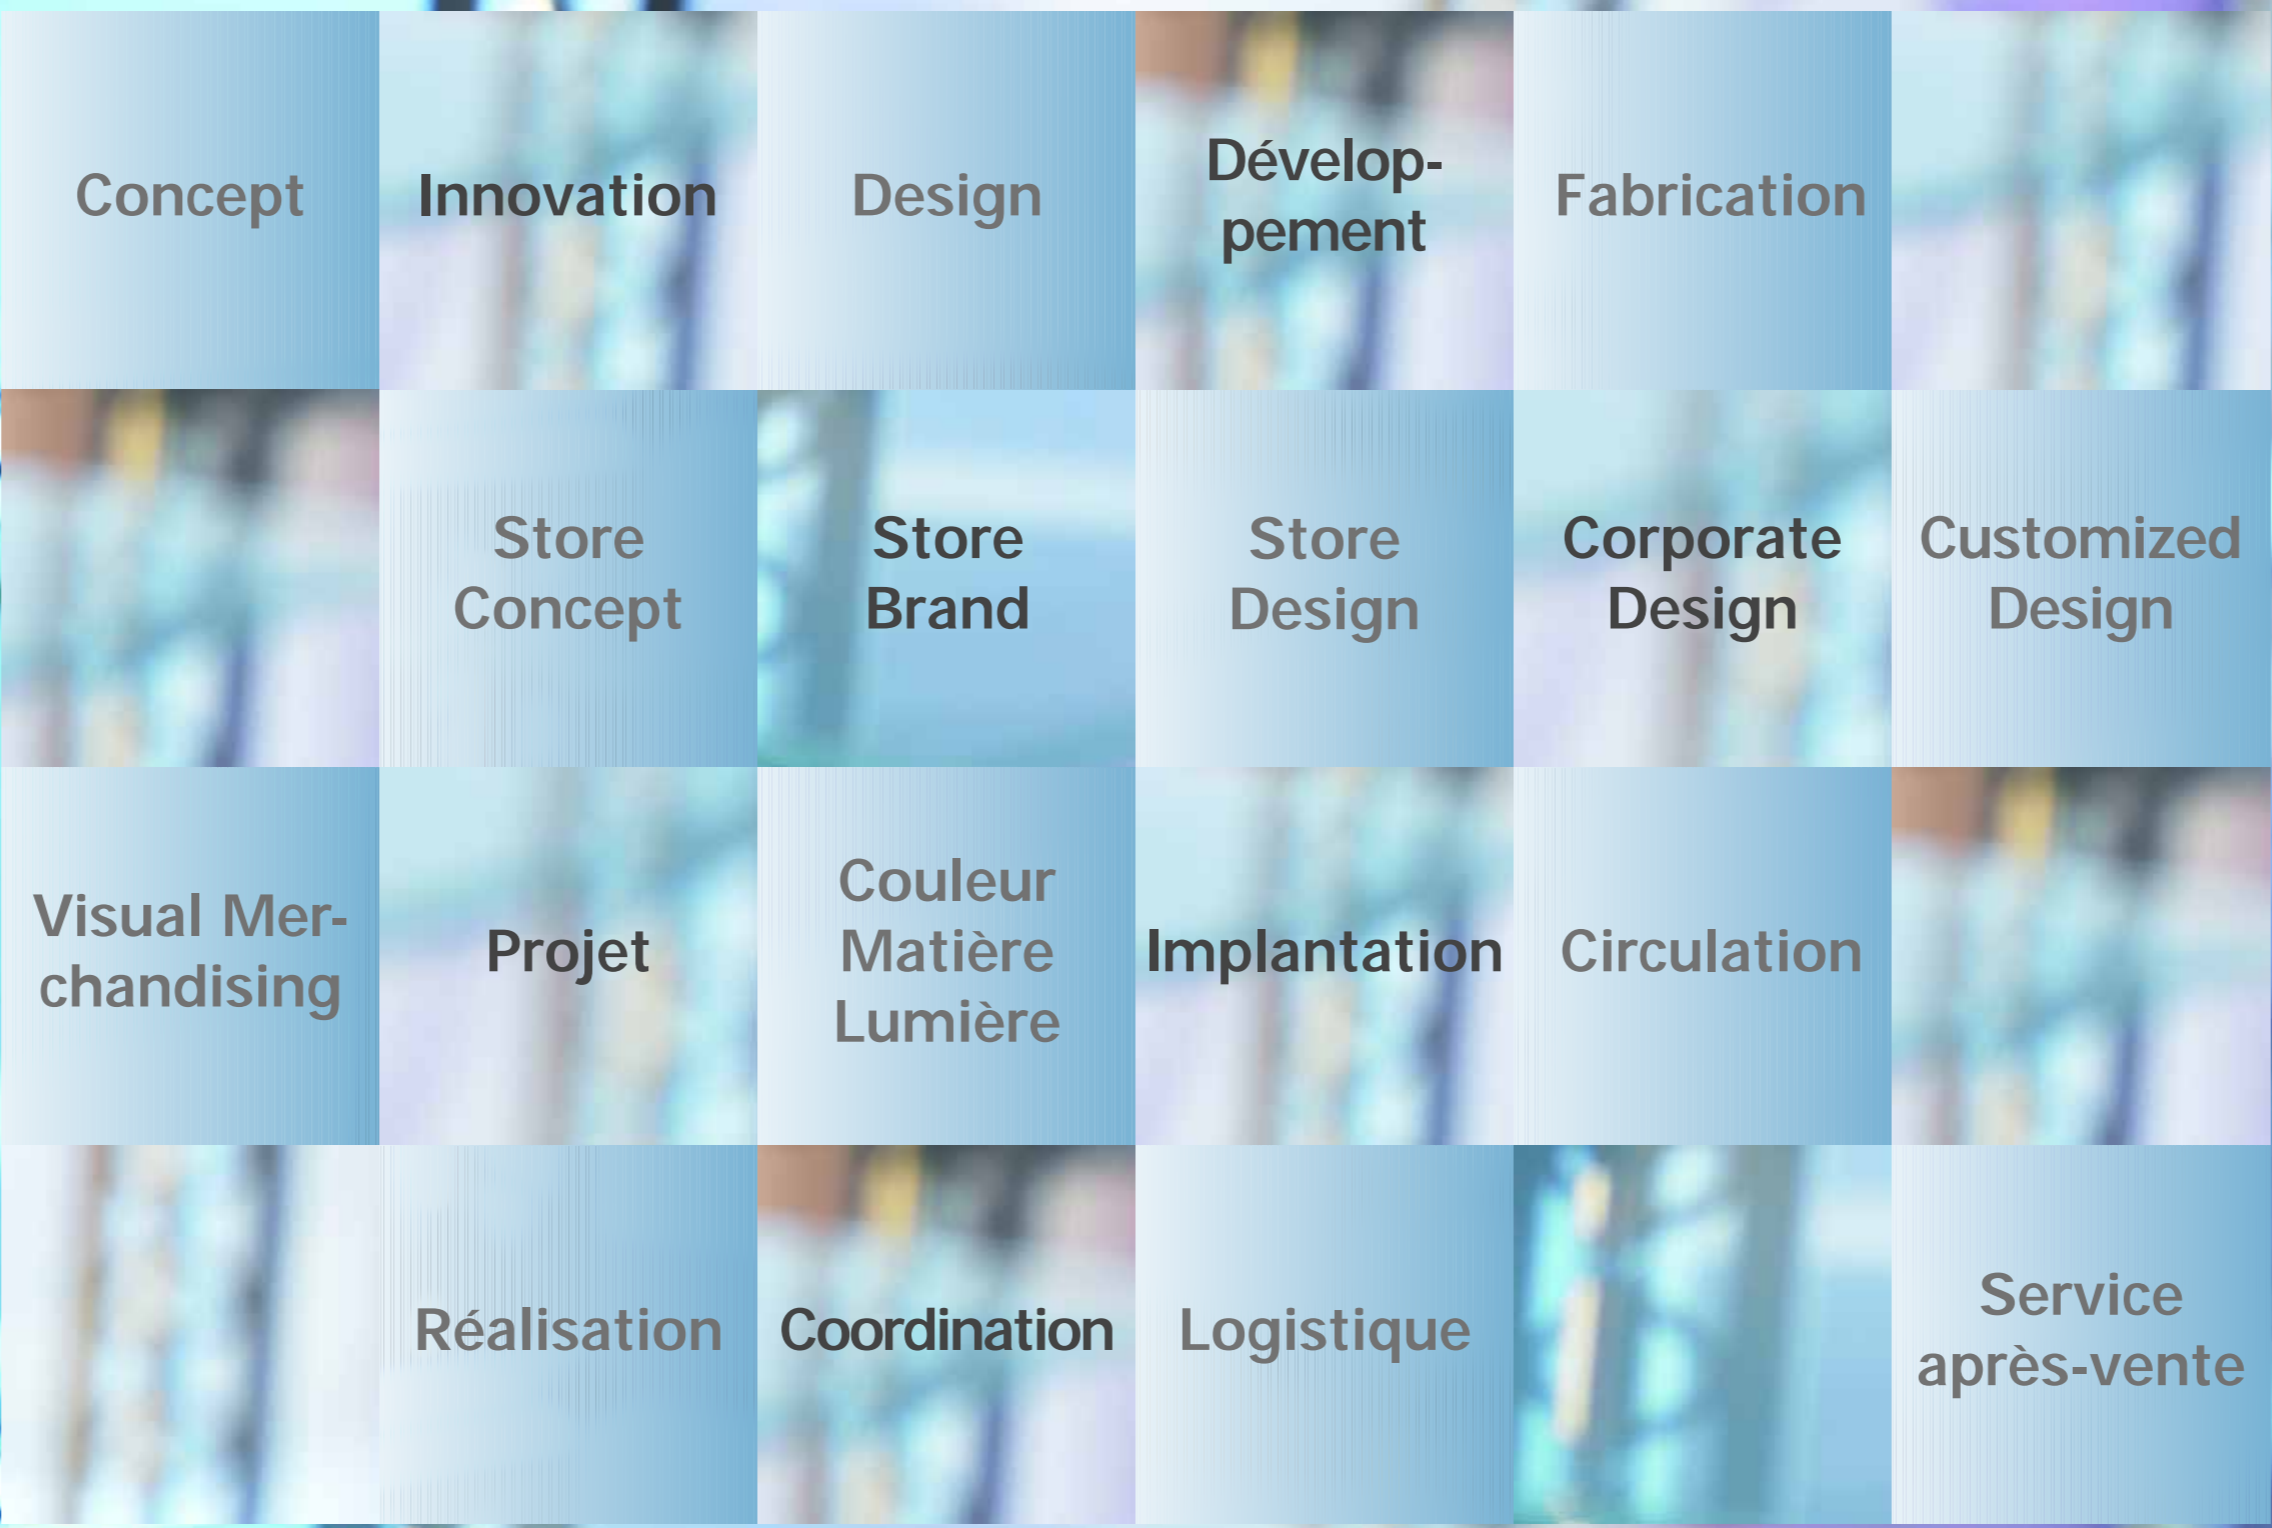 Concept
Innovation
Design
Dévelop-
pement
Fabrication
Store
Concept
Store
Brand
Store
Design
Corporate
Design
Customized
Design
Visual Mer-
chandising
Projet
Couleur
Matière
Lumière
Implantation
Circulation
Réalisation
Coordination
Logistique
Service
après-vente